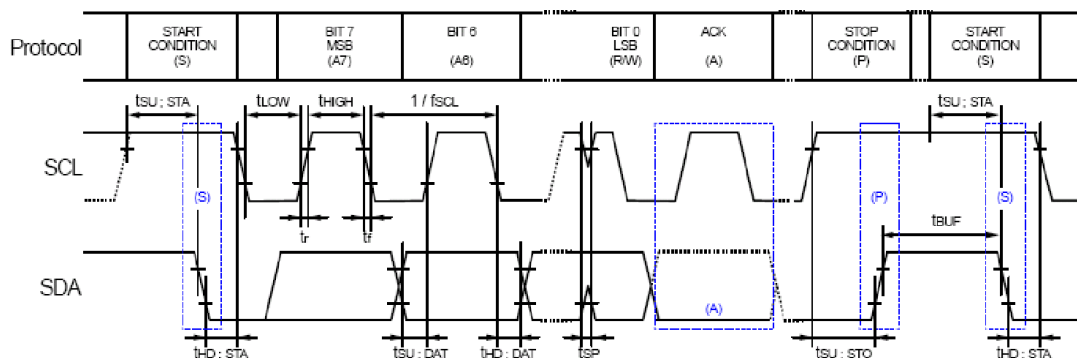 Protocol
START
CONDITION
(S)
BIT 7
MSB
(A7)
BIT 6
(A6)
BIT 0
LSB
(R/W)
ACK
(A)
STOP
CONDITION
(P)
START
CONDITION
(S)
tSU ; STA
tLOW
tHIGH
1 / fSCL
tSU ; STA
SCL
(S)
(P)
(S)
tr
tf
tBUF
SDA
(A)
tHD ; STA
tSU ; DAT
tHD ; DAT
tSP
tSU ; STO
tHD ; STA